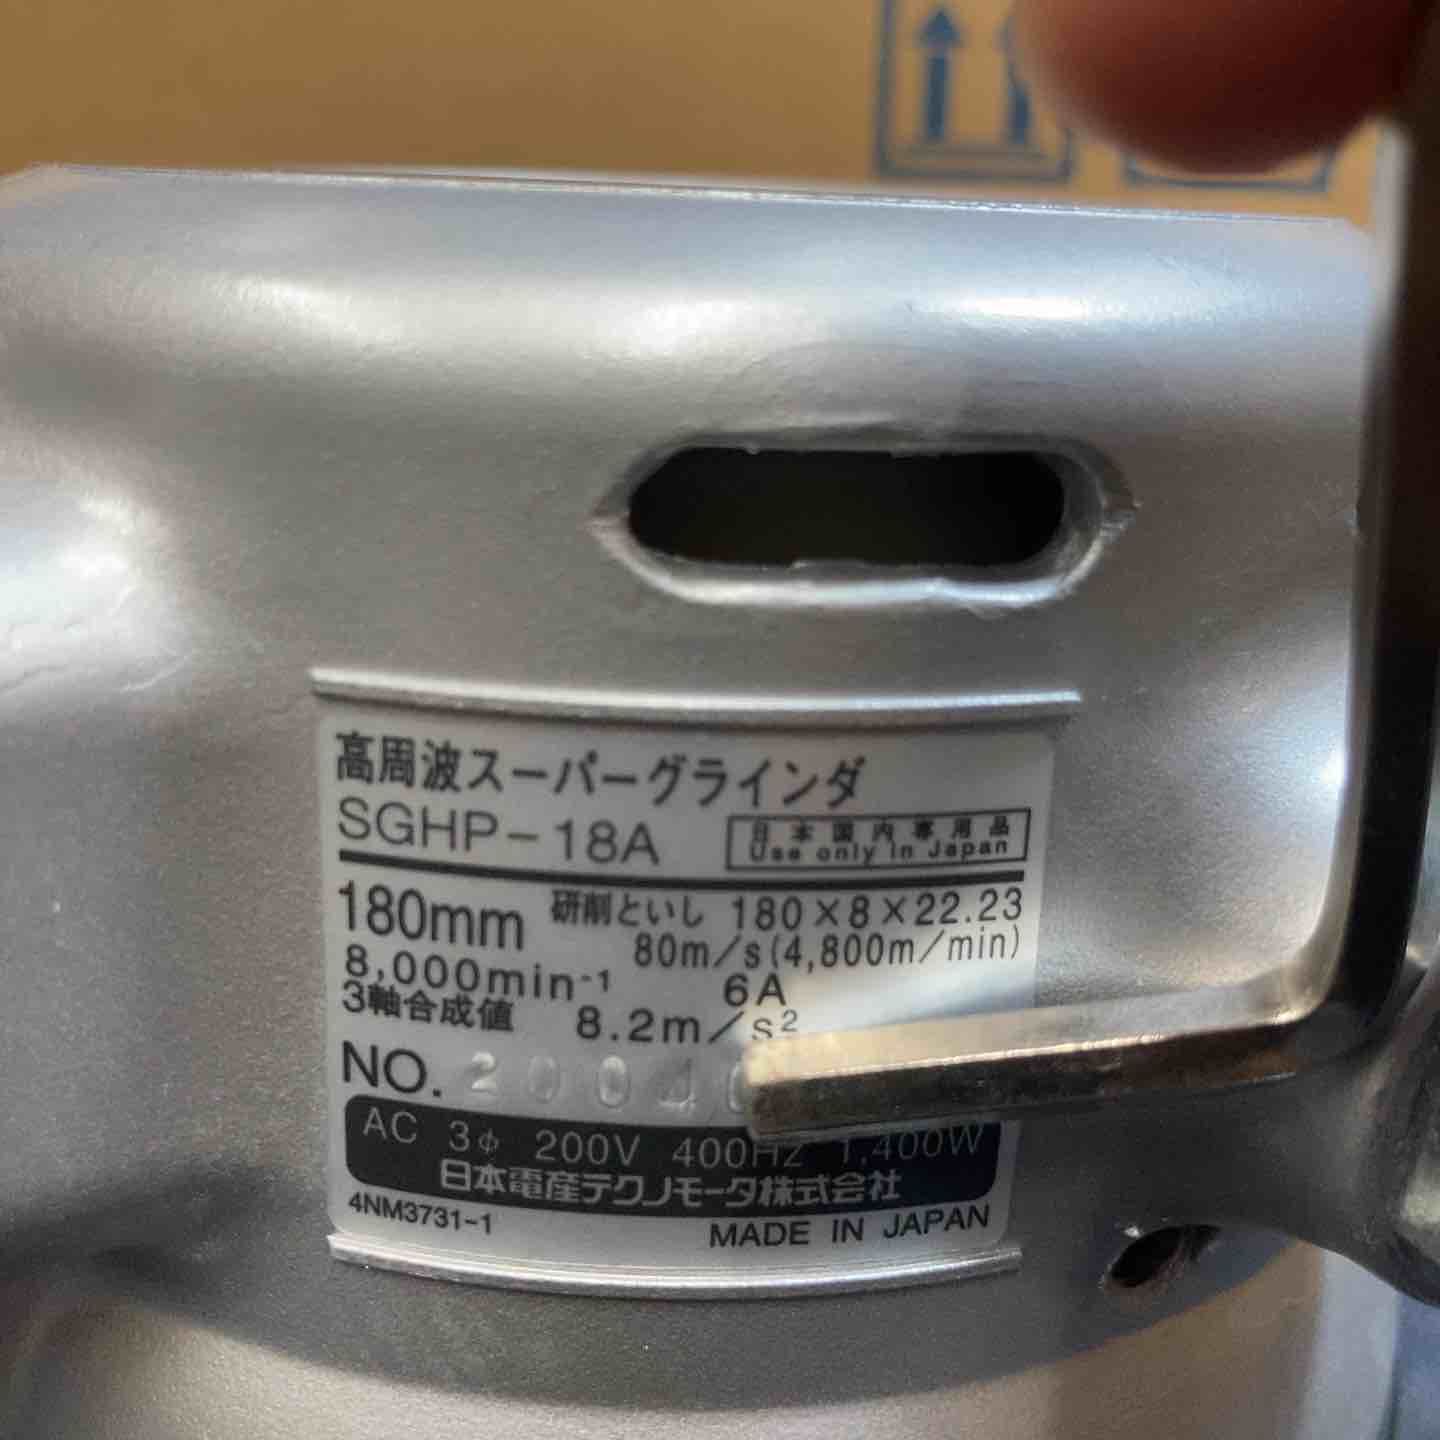 高周波スーパーグラインダ
SGHP-18A
日本国内専用品
Use only in Japan
180mm 研削といし 180×8×22.23
80m/s(4,800m/min)
8,000min⁻¹ 6A
3軸合成値 8.2m/s²
NO. 2004
AC 3φ 200V 400Hz 1,400W
日本電産テクノモータ株式会社
4NM3731-1 MADE IN JAPAN